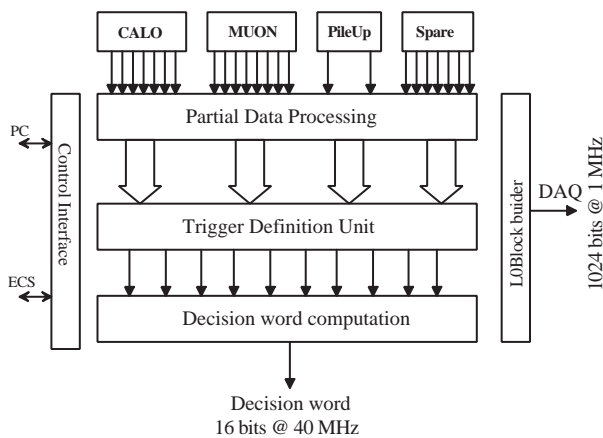 CALO
MUON
PileUp
Spare
Partial Data Processing
PC
Control Interface
ECS
Trigger Definition Unit
Decision word computation
L0Block buider
DAQ
1024 bits @ 1 MHz
Decision word
16 bits @ 40 MHz